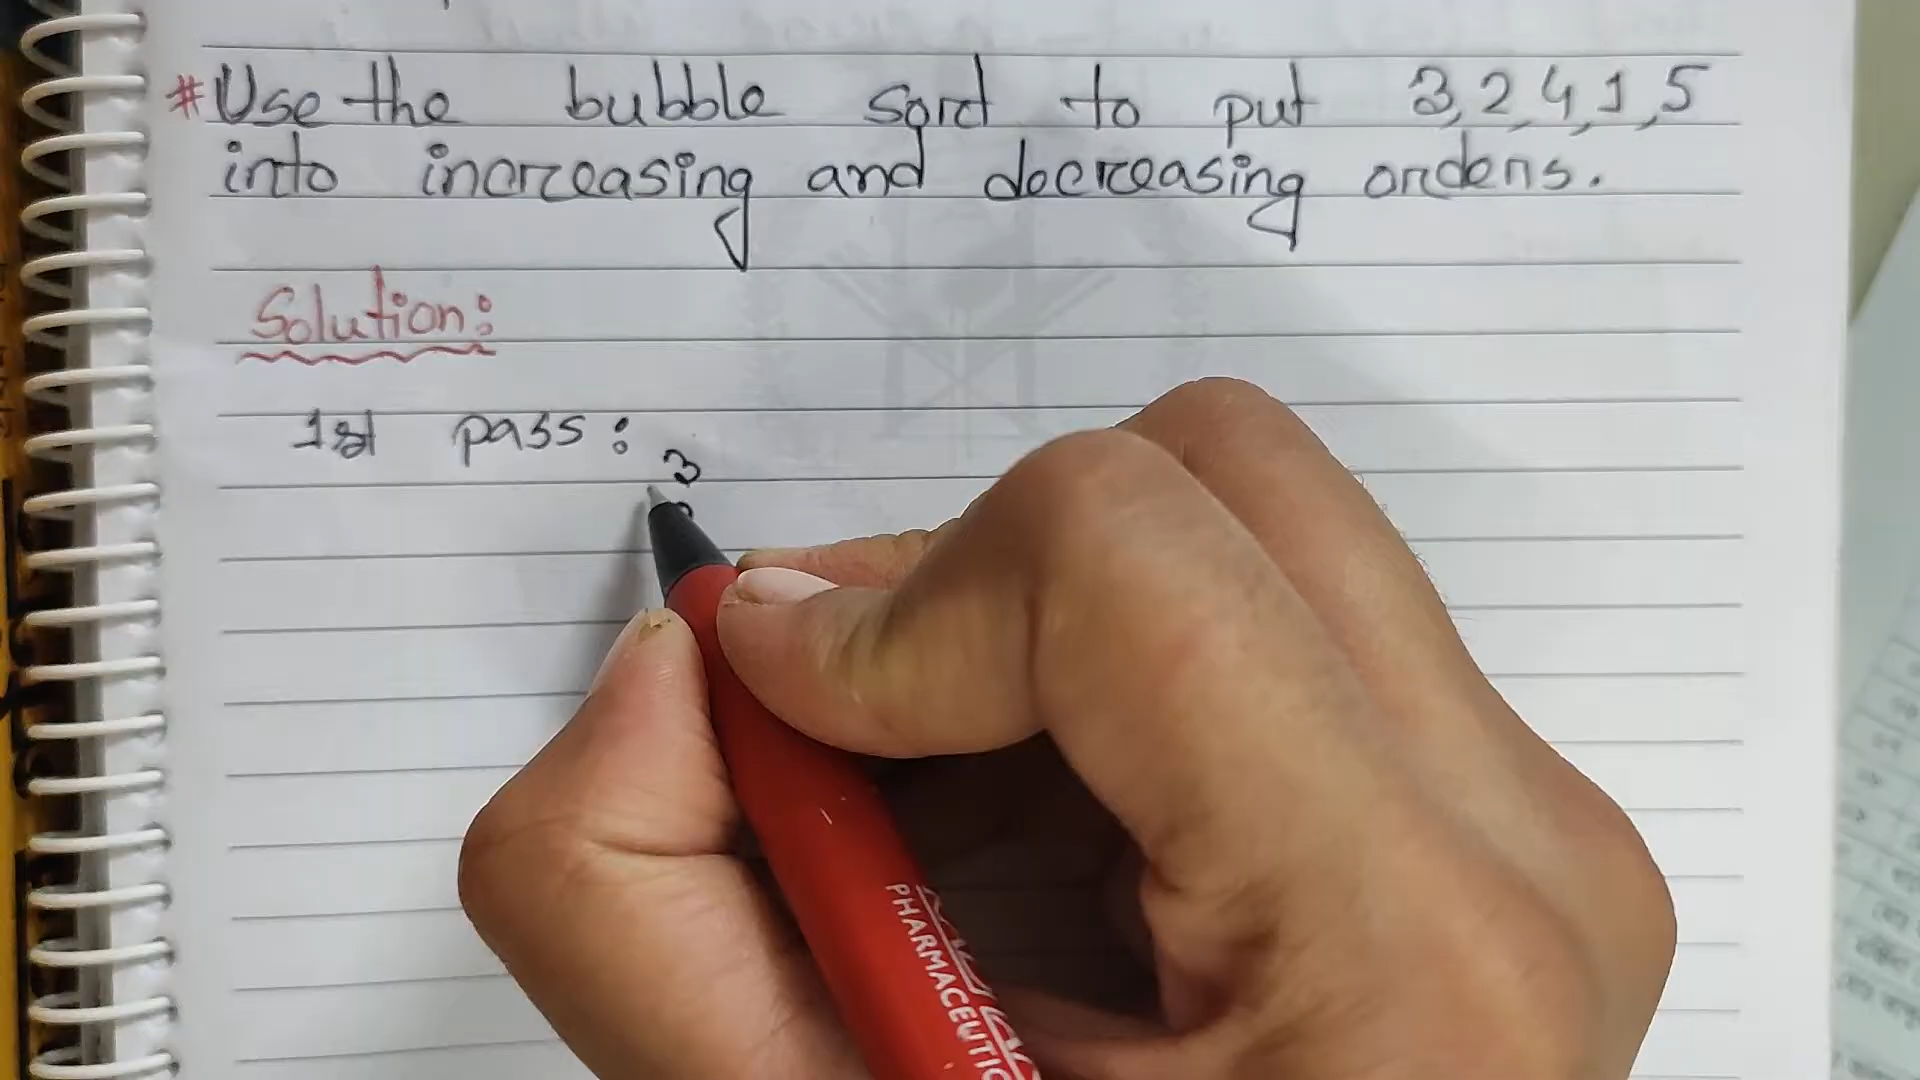 # Use the bubble sort to put 3, 2, 4, 1, 5
into increasing and decreasing orders.
Solution:
1st pass: 3
PHARMACEUTIC